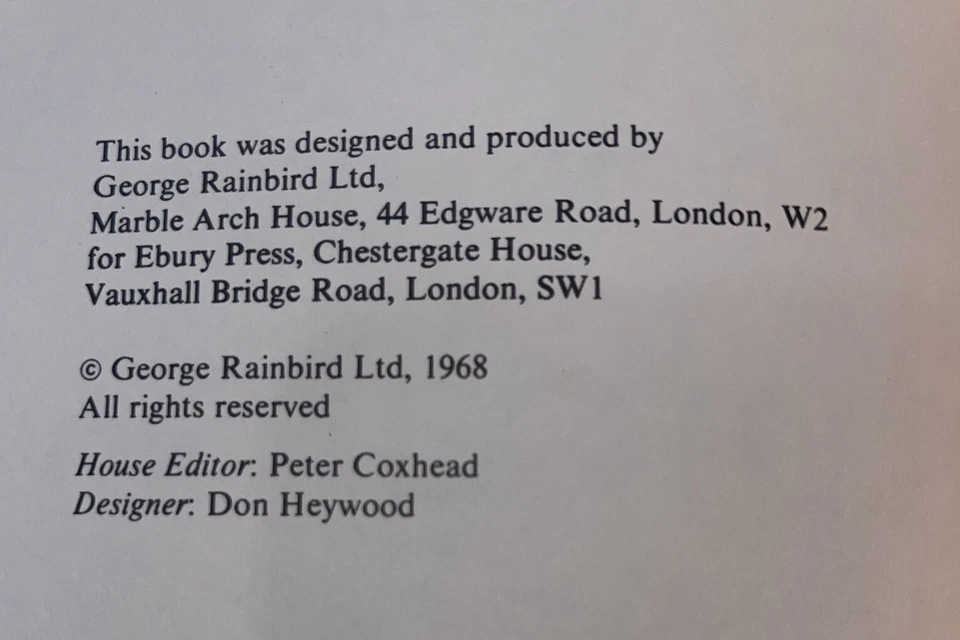 This book was designed and produced by
George Rainbird Ltd,
Marble Arch House, 44 Edgware Road, London, W2
for Ebury Press, Chestergate House,
Vauxhall Bridge Road, London, SW1
© George Rainbird Ltd, 1968
All rights reserved
House Editor: Peter Coxhead
Designer: Don Heywood